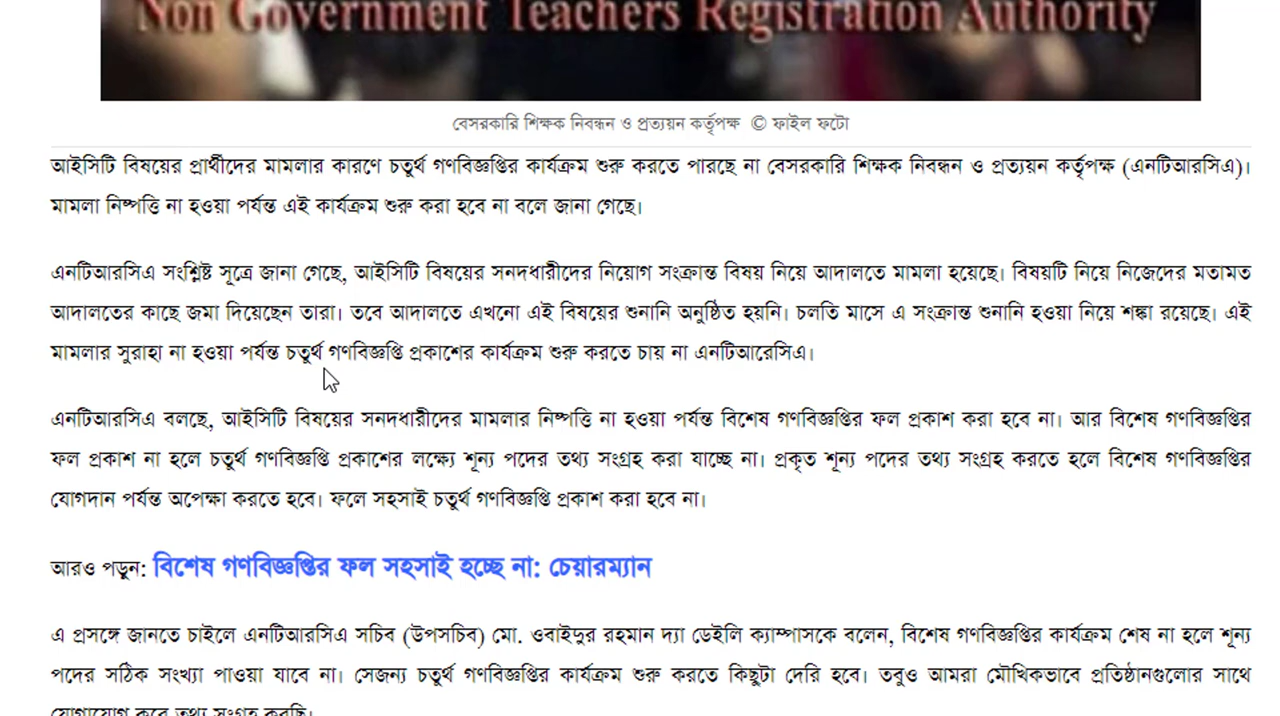 Non Government Teachers Registration Authority
বেসরকারি শিক্ষক নিবন্ধন ও প্রত্যয়ন কর্তৃপক্ষ © ফাইল ফটো
আইসিটি বিষয়ের প্রার্থীদের মামলার কারণে চতুর্থ গণবিজ্ঞপ্তির কার্যক্রম শুরু করতে পারছে না বেসরকারি শিক্ষক নিবন্ধন ও প্রত্যয়ন কর্তৃপক্ষ (এনটিআরসিএ)।
মামলা নিষ্পত্তি না হওয়া পর্যন্ত এই কার্যক্রম শুরু করা হবে না বলে জানা গেছে।
এনটিআরসিএ সংশ্লিষ্ট সূত্রে জানা গেছে, আইসিটি বিষয়ের সনদধারীদের নিয়োগ সংক্রান্ত বিষয় নিয়ে আদালতে মামলা হয়েছে। বিষয়টি নিয়ে নিজেদের মতামত
আদালতের কাছে জমা দিয়েছেন তারা। তবে আদালতে এখনো এই বিষয়ের শুনানি অনুষ্ঠিত হয়নি। চলতি মাসে এ সংক্রান্ত শুনানি হওয়া নিয়ে শঙ্কা রয়েছে। এই
মামলার সুরাহা না হওয়া পর্যন্ত চতুর্থ গণবিজ্ঞপ্তি প্রকাশের কার্যক্রম শুরু করতে চায় না এনটিআরেসিএ।
এনটিআরসিএ বলছে, আইসিটি বিষয়ের সনদধারীদের মামলার নিষ্পত্তি না হওয়া পর্যন্ত বিশেষ গণবিজ্ঞপ্তির ফল প্রকাশ করা হবে না। আর বিশেষ গণবিজ্ঞপ্তির
ফল প্রকাশ না হলে চতুর্থ গণবিজ্ঞপ্তি প্রকাশের লক্ষ্যে শূন্য পদের তথ্য সংগ্রহ করা যাচ্ছে না। প্রকৃত শূন্য পদের তথ্য সংগ্রহ করতে হলে বিশেষ গণবিজ্ঞপ্তির
যোগদান পর্যন্ত অপেক্ষা করতে হবে। ফলে সহসাই চতুর্থ গণবিজ্ঞপ্তি প্রকাশ করা হবে না।
আরও পড়ুন: বিশেষ গণবিজ্ঞপ্তির ফল সহসাই হচ্ছে না: চেয়ারম্যান
এ প্রসঙ্গে জানতে চাইলে এনটিআরসিএ সচিব (উপসচিব) মো. ওবাইদুর রহমান দ্যা ডেইলি ক্যাম্পাসকে বলেন, বিশেষ গণবিজ্ঞপ্তির কার্যক্রম শেষ না হলে শূন্য
পদের সঠিক সংখ্যা পাওয়া যাবে না। সেজন্য চতুর্থ গণবিজ্ঞপ্তির কার্যক্রম শুরু করতে কিছুটা দেরি হবে। তবুও আমরা মৌখিকভাবে প্রতিষ্ঠানগুলোর সাথে
যোগাযোগ করে তথ্য সংগ্রহ করছি।